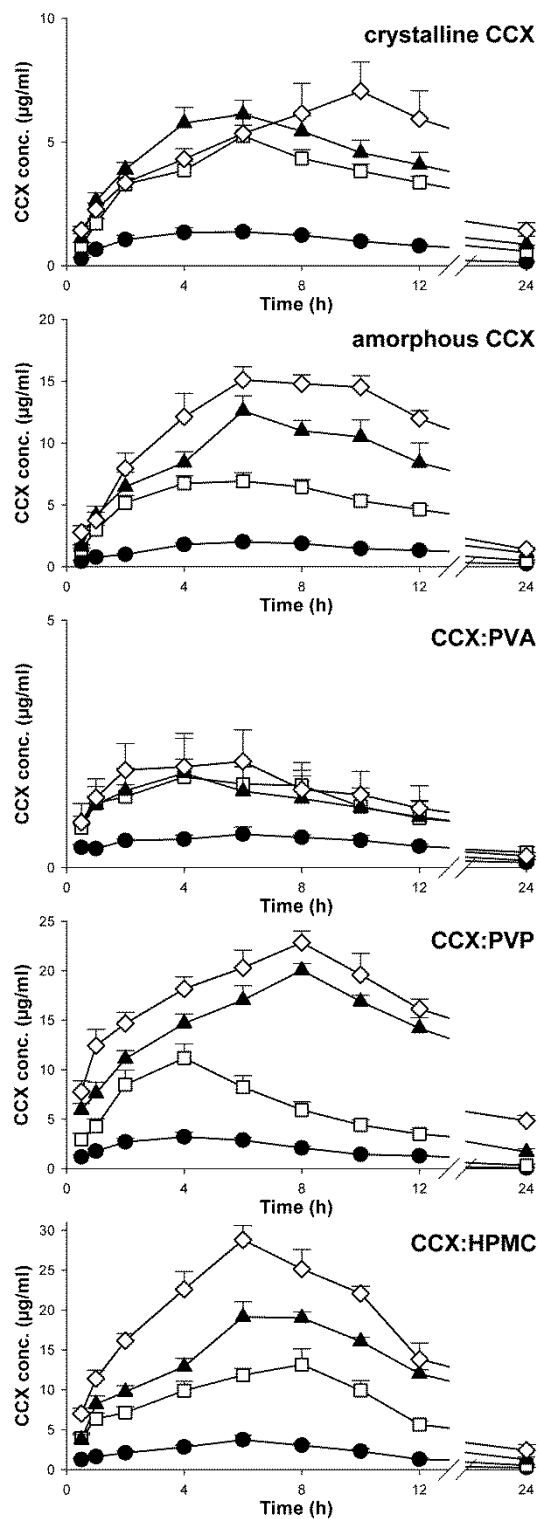 10
crystalline CCX
CCX conc. (µg/ml)
5
0
0 4 8 12 24
Time (h)
20
amorphous CCX
15
CCX conc. (µg/ml)
10
5
0
0 4 8 12 24
Time (h)
5
CCX:PVA
CCX conc. (µg/ml)
0
0 4 8 12 24
Time (h)
25
CCX:PVP
20
CCX conc. (µg/ml)
15
10
5
0
0 4 8 12 24
Time (h)
30
CCX:HPMC
25
CCX conc. (µg/ml)
20
15
10
5
0
0 4 8 12 24
Time (h)